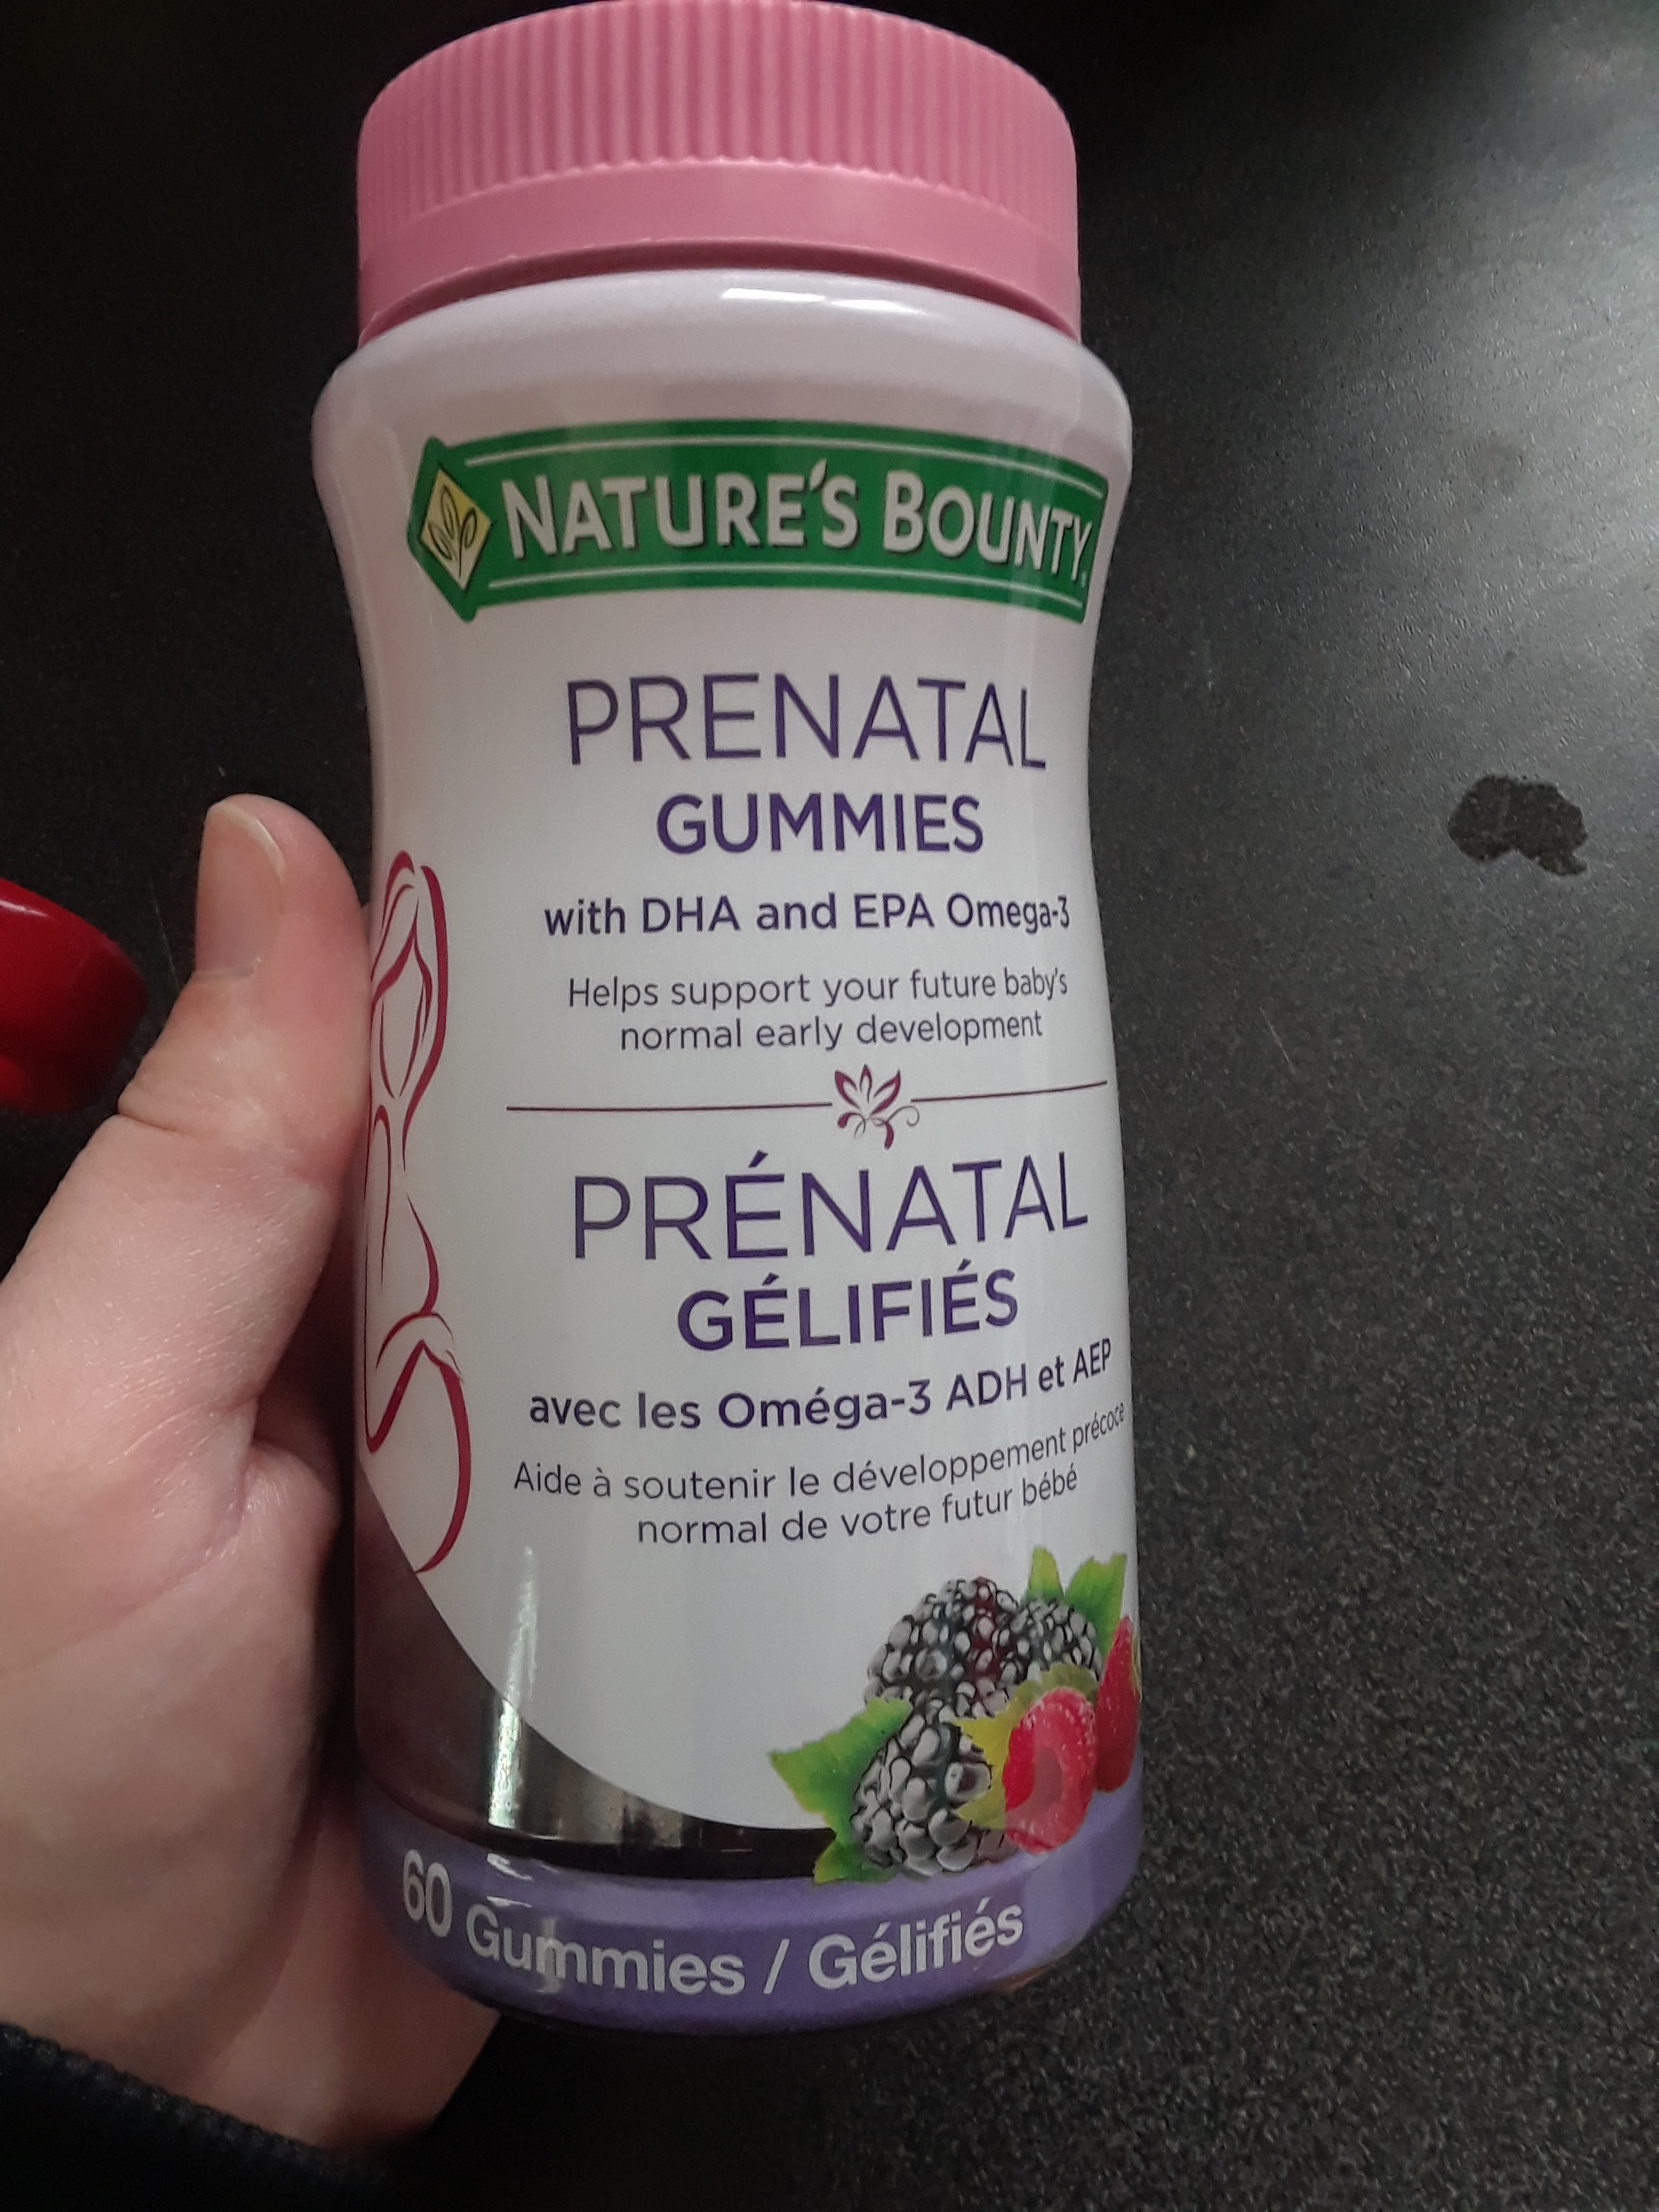 NATURE'S BOUNTY®
PRENATAL
GUMMIES
with DHA and EPA Omega-3
Helps support your future baby's
normal early development
PRÉNATAL
GÉLIFIÉS
avec les Oméga-3 ADH et AEP
Aide à soutenir le développement précoce
normal de votre futur bébé
60 Gummies / Gélifiés